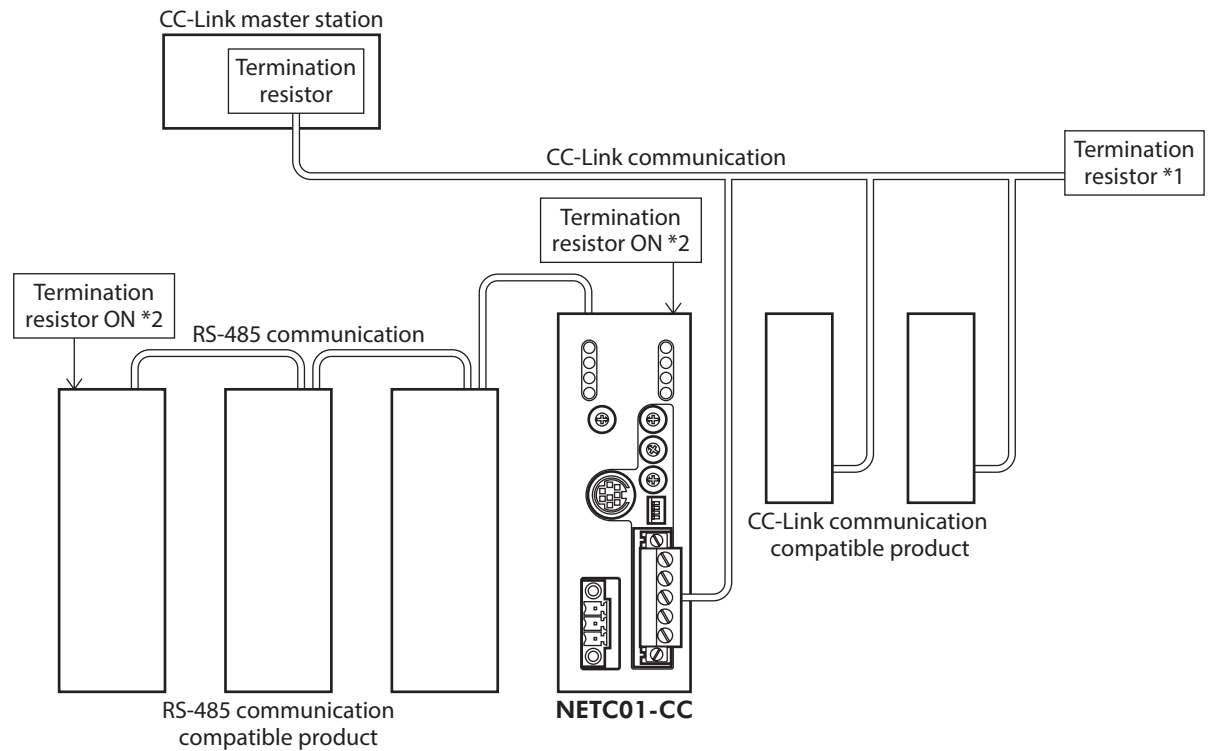 CC-Link master station
Termination
resistor
CC-Link communication
Termination
resistor *1
Termination
resistor ON *2
Termination
resistor ON *2
RS-485 communication
CC-Link communication
compatible product
NETC01-CC
RS-485 communication
compatible product